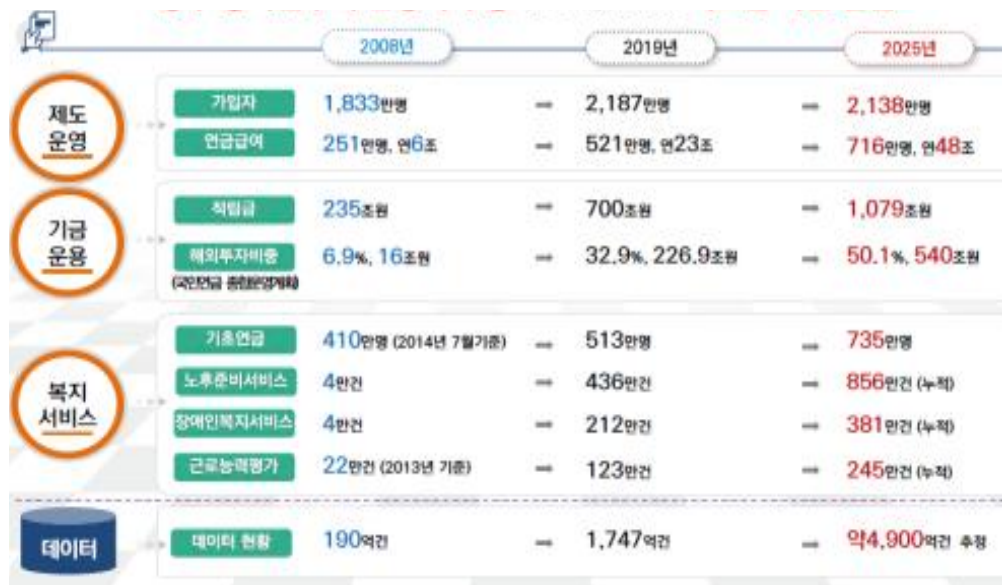 2008년 2019년 2025년
제도
운영
가입자 1,833만명 ➡ 2,187만명 ➡ 2,138만명
연금급여 251만명, 연6조 ➡ 521만명, 연23조 ➡ 716만명, 연48조
기금
운용
적립금 235조원 ➡ 700조원 ➡ 1,079조원
해외투자비중 6.9%, 16조원 ➡ 32.9%, 226.9조원 ➡ 50.1%, 540조원
(국민연금 종합운영계획)
복지
서비스
기초연금 410만명 (2014년 7월기준) ➡ 513만명 ➡ 735만명
노후준비서비스 4만건 ➡ 436만건 ➡ 856만건 (누적)
장애인복지서비스 4만건 ➡ 212만건 ➡ 381만건 (누적)
근로능력평가 22만건 (2013년 기준) ➡ 123만건 ➡ 245만건 (누적)
데이터
데이터 현황 190억건 ➡ 1,747억건 ➡ 약4,900억건 추정